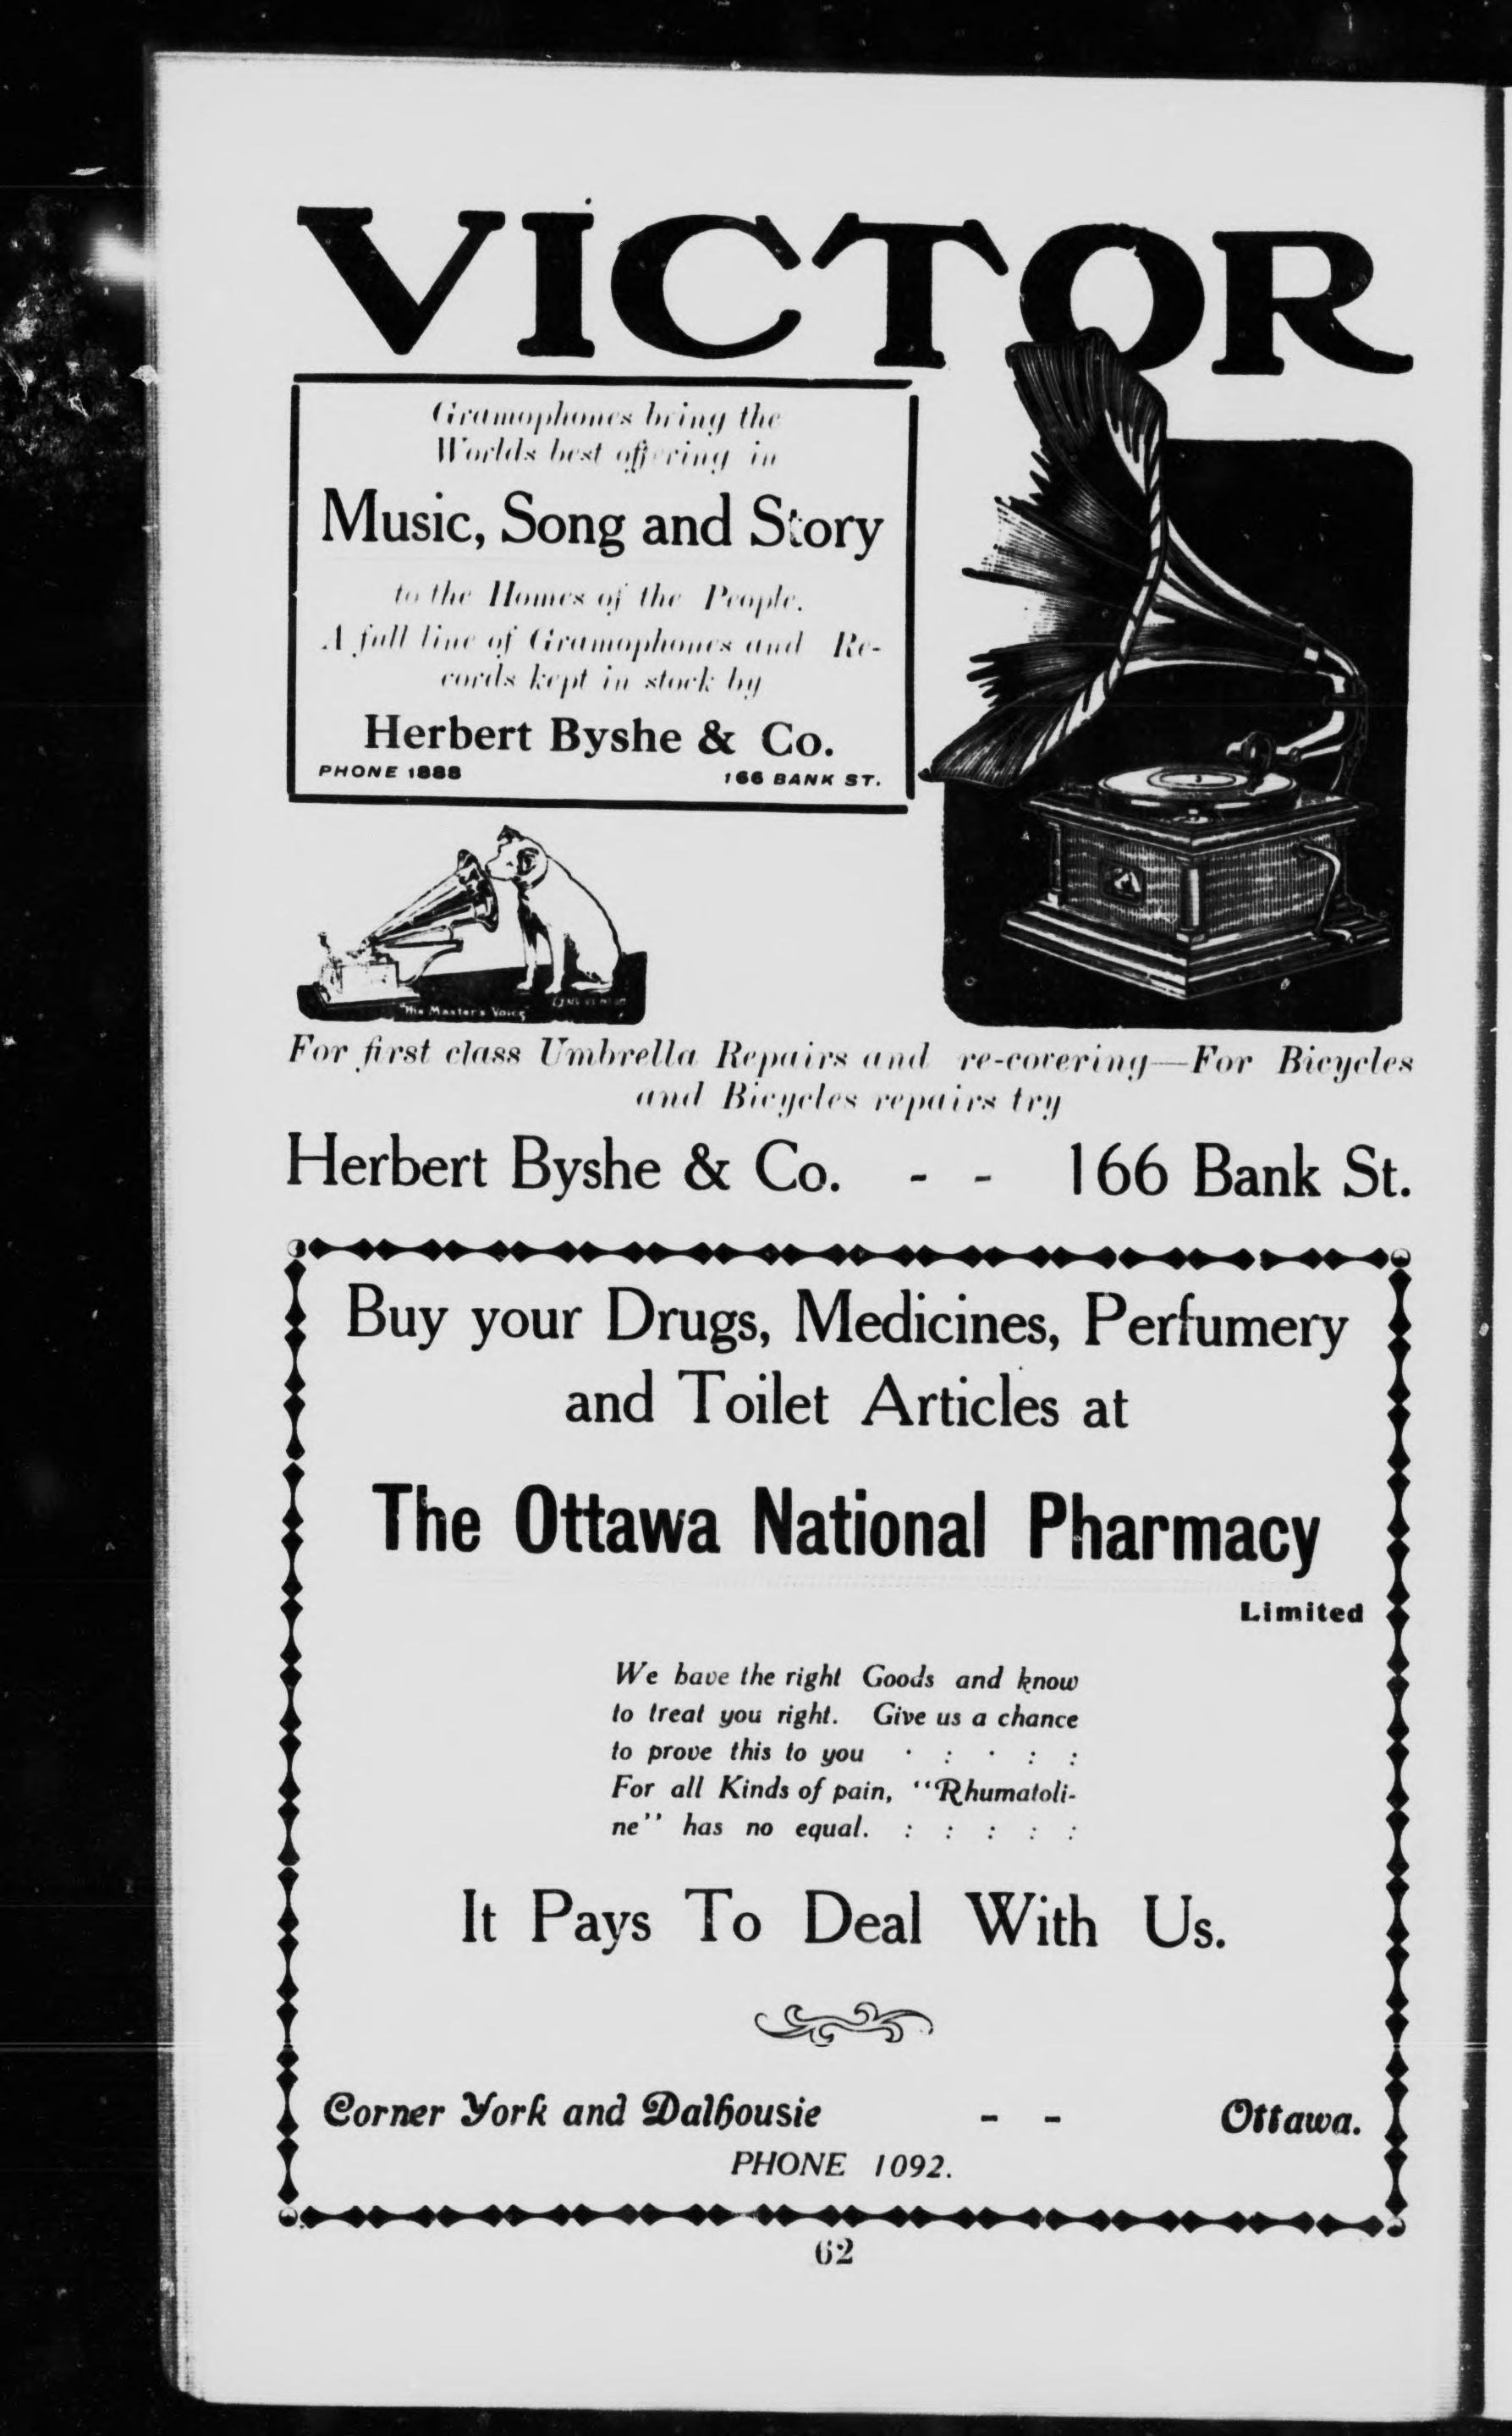 VICTOR
Gramophones bring the
Worlds best offering in
Music, Song and Story
to the Homes of the People.
A full line of Gramophones and Re-
cords kept in stock by
Herbert Byshe & Co.
PHONE 1888 166 BANK ST.
"His Master's Voice"
For first class Umbrella Repairs and re-covering—For Bicycles
and Bicycles repairs try
Herbert Byshe & Co. - - 166 Bank St.
Buy your Drugs, Medicines, Perfumery
and Toilet Articles at
The Ottawa National Pharmacy
Limited
We have the right Goods and know
to treat you right. Give us a chance
to prove this to you · : · : :
For all Kinds of pain, "Rhumatoli-
ne" has no equal. : : : : :
It Pays To Deal With Us.
Corner York and Dalhousie - - Ottawa.
PHONE 1092.
62